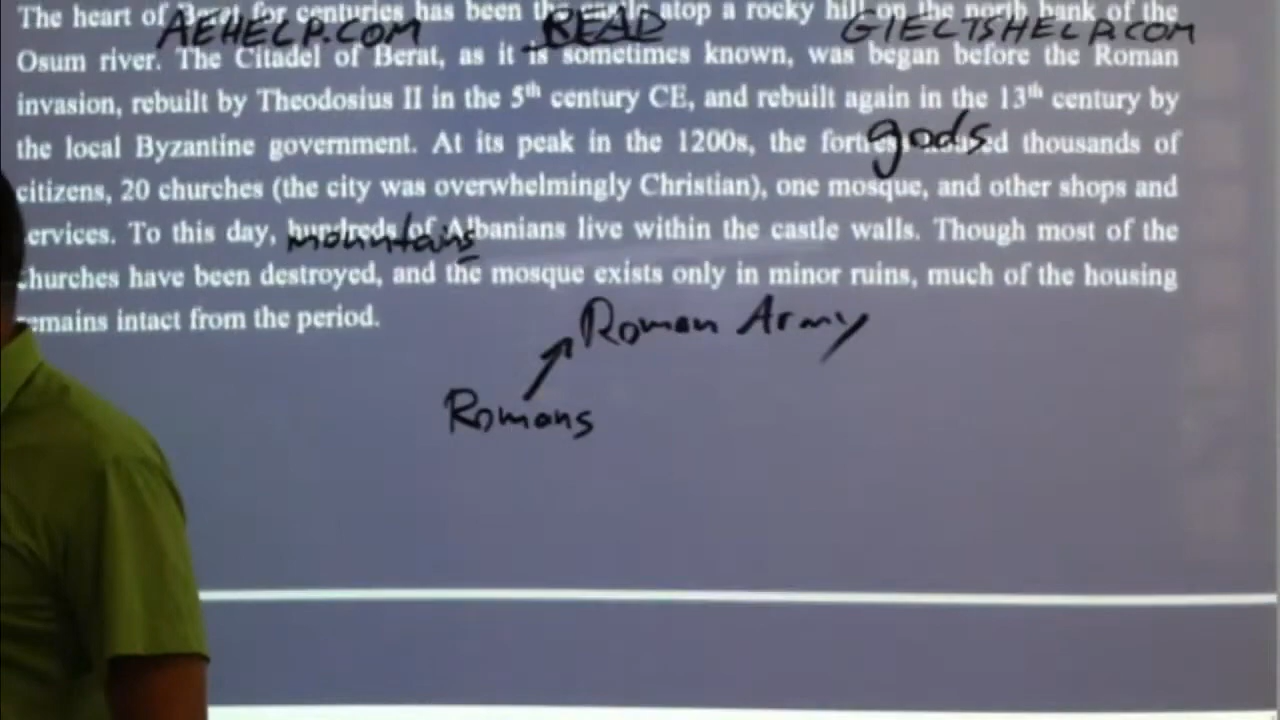 The heart of Berat for centuries has been the castle atop a rocky hill on the north bank of the
AEHELP.COM READ GIELTSHELP.COM
Osum river. The Citadel of Berat, as it is sometimes known, was began before the Roman
invasion, rebuilt by Theodosius II in the 5th century CE, and rebuilt again in the 13th century by
gods
the local Byzantine government. At its peak in the 1200s, the thousands of
citizens, 20 churches (the city was overwhelmingly Christian), one mosque, and other shops and
ervices. To this day, hundreds of Albanians live within the castle walls. Though most of the
mountains
churches have been destroyed, and the mosque exists only in minor ruins, much of the housing
emains intact from the period.
Roman Army
Romans